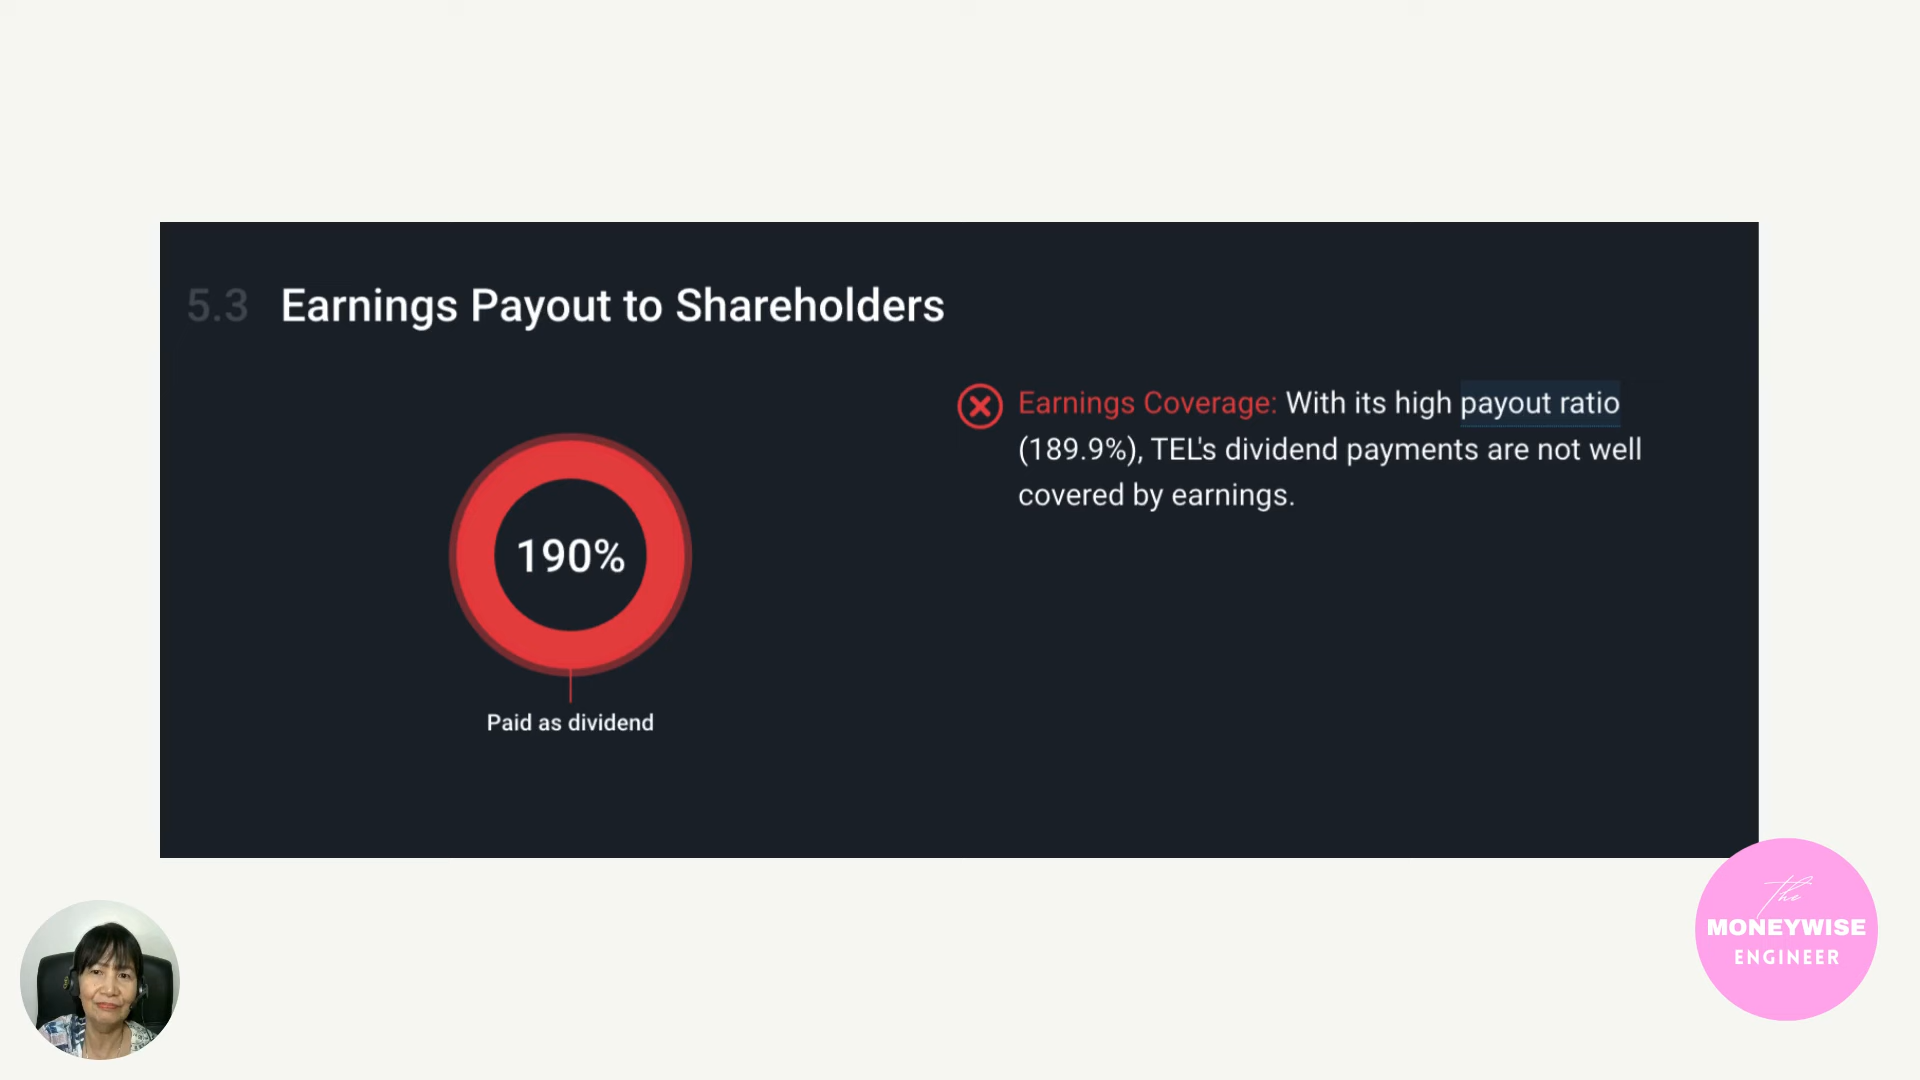 5.3 Earnings Payout to Shareholders
Earnings Coverage: With its high payout ratio
(189.9%), TEL's dividend payments are not well
covered by earnings.
190%
Paid as dividend
the
MONEYWISE
ENGINEER